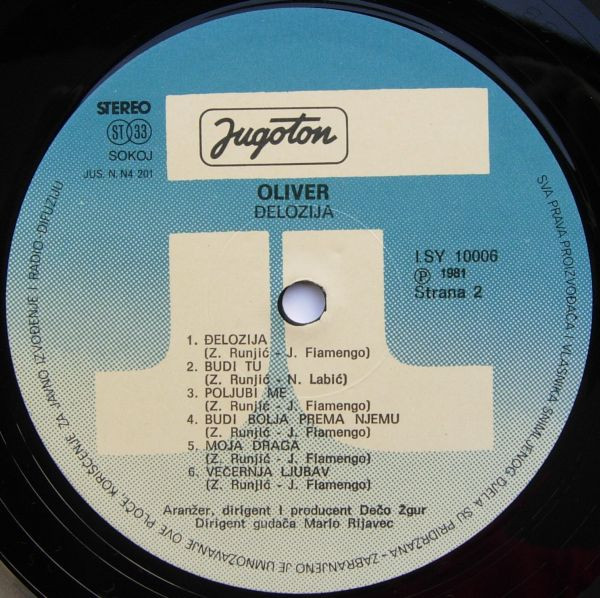 STEREO
ST 33
SOKOJ
JUS. N. N4 201
Jugoton
OLIVER
ĐELOZIJA
LSY 10006
Ⓟ 1981
Strana 2
1. ĐELOZIJA
(Z. Runjić - J. Fiamengo)
2. BUDI TU
(Z. Runjić - N. Labić)
3. POLJUBI ME
(Z. Runjić - J. Fiamengo)
4. BUDI BOLJA PREMA NJEMU
(Z. Runjić - J. Fiamengo)
5. MOJA DRAGA
(Z. Runjić - J. Fiamengo)
6. VEČERNJA LJUBAV
(Z. Runjić - J. Fiamengo)
Aranžer, dirigent i producent Dečo Žgur
Dirigent gudača Mario Rijavec
SVA PRAVA PROIZVOĐAČA I VLASNIKA SNIMLJENOG DJELA SU PRIDRŽANA - ZABRANJENO JE UMNOŽAVANJE OVE PLOČE, KORIŠĆENJE ZA JAVNO IZVOĐENJE I RADIO-DIFUZIJU